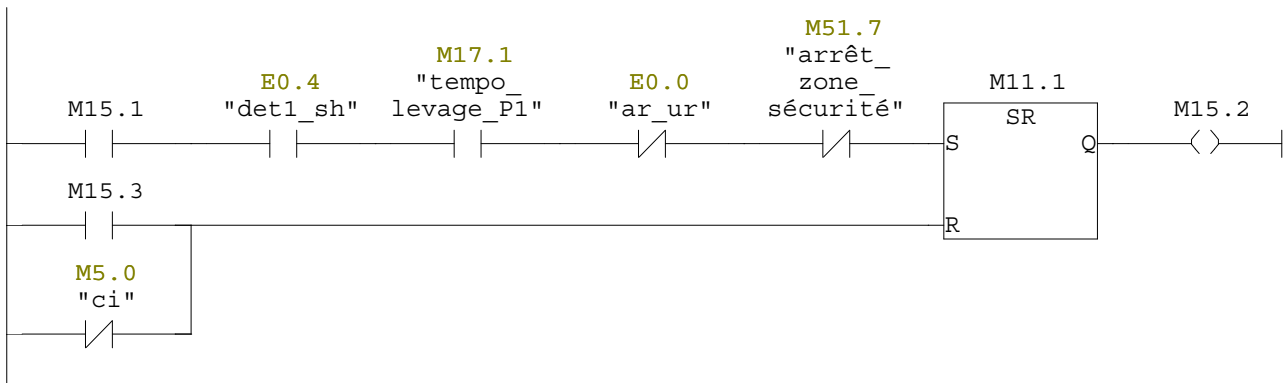 M51.7
M17.1 "arrêt_
E0.4 "tempo_ E0.0 zone_ M11.1
M15.1 "det1_sh" levage_P1" "ar_ur" sécurité" SR M15.2
S Q
M15.3
R
M5.0
"ci"